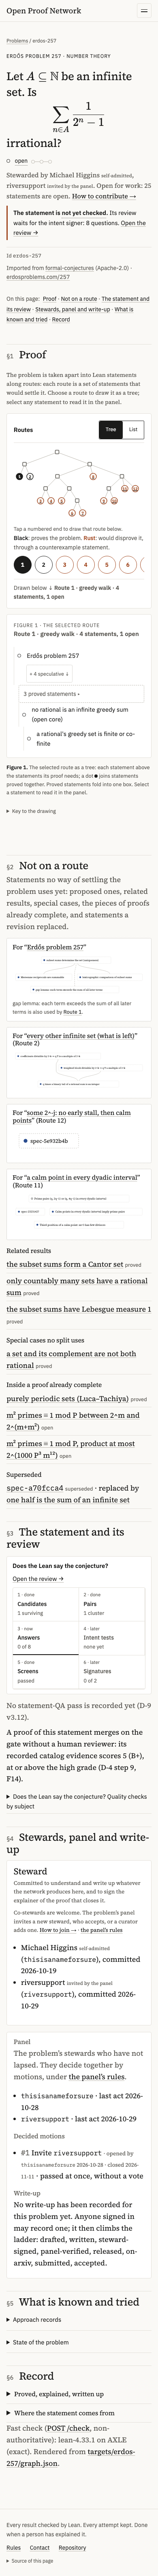 Open Proof Network
Problems / erdos-257
ERDŐS PROBLEM 257 · NUMBER THEORY
Let A ⊆ ℕ be an infinite
set. Is
∑ n∈A 1 / 2ⁿ − 1
irrational?
open
Stewarded by Michael Higgins self-admitted,
riversupport invited by the panel. Open for work: 25
statements are open. How to contribute →
The statement is not yet checked. Its review
waits for the intent signer: 8 questions. Open the
review →
Id erdos-257
Imported from formal-conjectures (Apache-2.0) ·
erdosproblems.com/257
On this page: Proof · Not on a route · The statement and
its review · Stewards, panel and write-up · What is
known and tried · Record
§1 Proof
The problem is taken apart into Lean statements
along routes: each row is a set of statements that
would settle it. Choose a route to draw it as a tree;
select any statement to read it in the panel.
Routes
Tree
List
Tap a numbered end to draw that route below.
Black: proves the problem. Rust: would disprove it,
through a counterexample statement.
1 2 3 4 5 6
Drawn below ↓ Route 1 · greedy walk · 4
statements, 1 open
FIGURE 1 · THE SELECTED ROUTE
Route 1 · greedy walk · 4 statements, 1 open
Erdős problem 257
+ 4 speculative ↓
3 proved statements
no rational is an infinite greedy sum
(open core)
a rational's greedy set is finite or co-
finite
Figure 1. The selected route as a tree: each statement above
the statements its proof needs; a dot joins statements
proved together. Proved statements fold into one box. Select
a statement to read it in the panel.
Key to the drawing
§2 Not on a route
Statements no way of settling the
problem uses yet: proposed ones, related
results, special cases, the pieces of proofs
already complete, and statements a
revision replaced.
For “Erdős problem 257”
gap lemma: each term exceeds the sum of all later
terms is also used by Route 1.
For “every other infinite set (what is left)”
(Route 2)
For “some 2^-j: no early stall, then calm
points” (Route 12)
spec-5e932b4b
For “a calm point in every dyadic interval”
(Route 11)
Related results
the subset sums form a Cantor set proved
only countably many sets have a rational
sum proved
the subset sums have Lebesgue measure 1
proved
Special cases no split uses
a set and its complement are not both
rational proved
Inside a proof already complete
purely periodic sets (Luca–Tachiya) proved
m² primes ≡ 1 mod P between 2^m and
2^(m+m²) open
m² primes ≡ 1 mod P, product at most
2^(1000 P³ m¹²) open
Superseded
spec-a70fcca4 superseded · replaced by
one half is the sum of an infinite set
§3 The statement and its
review
Does the Lean say the conjecture?
Open the review →
1 · done
Candidates
1 surviving
2 · done
Pairs
1 cluster
3 · now
Answers
0 of 8
4 · later
Intent tests
none yet
5 · done
Screens
passed
6 · later
Signatures
0 of 2
No statement-QA pass is recorded yet (D-9
v3.12).
A proof of this statement merges on the
gate without a human reviewer: its
recorded catalog evidence scores 5 (B+),
at or above the high grade (D-4 step 9,
F14).
Does the Lean say the conjecture? Quality checks
by subject
§4 Stewards, panel and write-
up
Steward
Committed to understand and write up whatever
the network produces here, and to sign the
explainer of the proof that closes it.
Co-stewards are welcome. The problem's panel
invites a new steward, who accepts, or a curator
adds one. How to join → · the panel's rules
Michael Higgins self-admitted
(thisisanameforsure), committed
2026-10-19
riversupport invited by the panel
(riversupport), committed 2026-
10-29
Panel
The problem's stewards who have not
lapsed. They decide together by
motions, under the panel's rules.
thisisanameforsure · last act 2026-
10-28
riversupport · last act 2026-10-29
Decided motions
#1 Invite riversupport · opened by
thisisanameforsure 2026-10-28 · closed 2026-
11-11 · passed at once, without a vote
Write-up
No write-up has been recorded for
this problem yet. Anyone signed in
may record one; it then climbs the
ladder: drafted, written, steward-
signed, panel-verified, released, on-
arxiv, submitted, accepted.
§5 What is known and tried
Approach records
State of the problem
§6 Record
Proved, explained, written up
Where the statement comes from
Fast check (POST /check, non-
authoritative): lean-4.33.1 on AXLE
(exact). Rendered from targets/erdos-
257/graph.json.
Every result checked by Lean. Every attempt kept. Done
when a person has explained it.
Rules Contact Repository
Source of this page